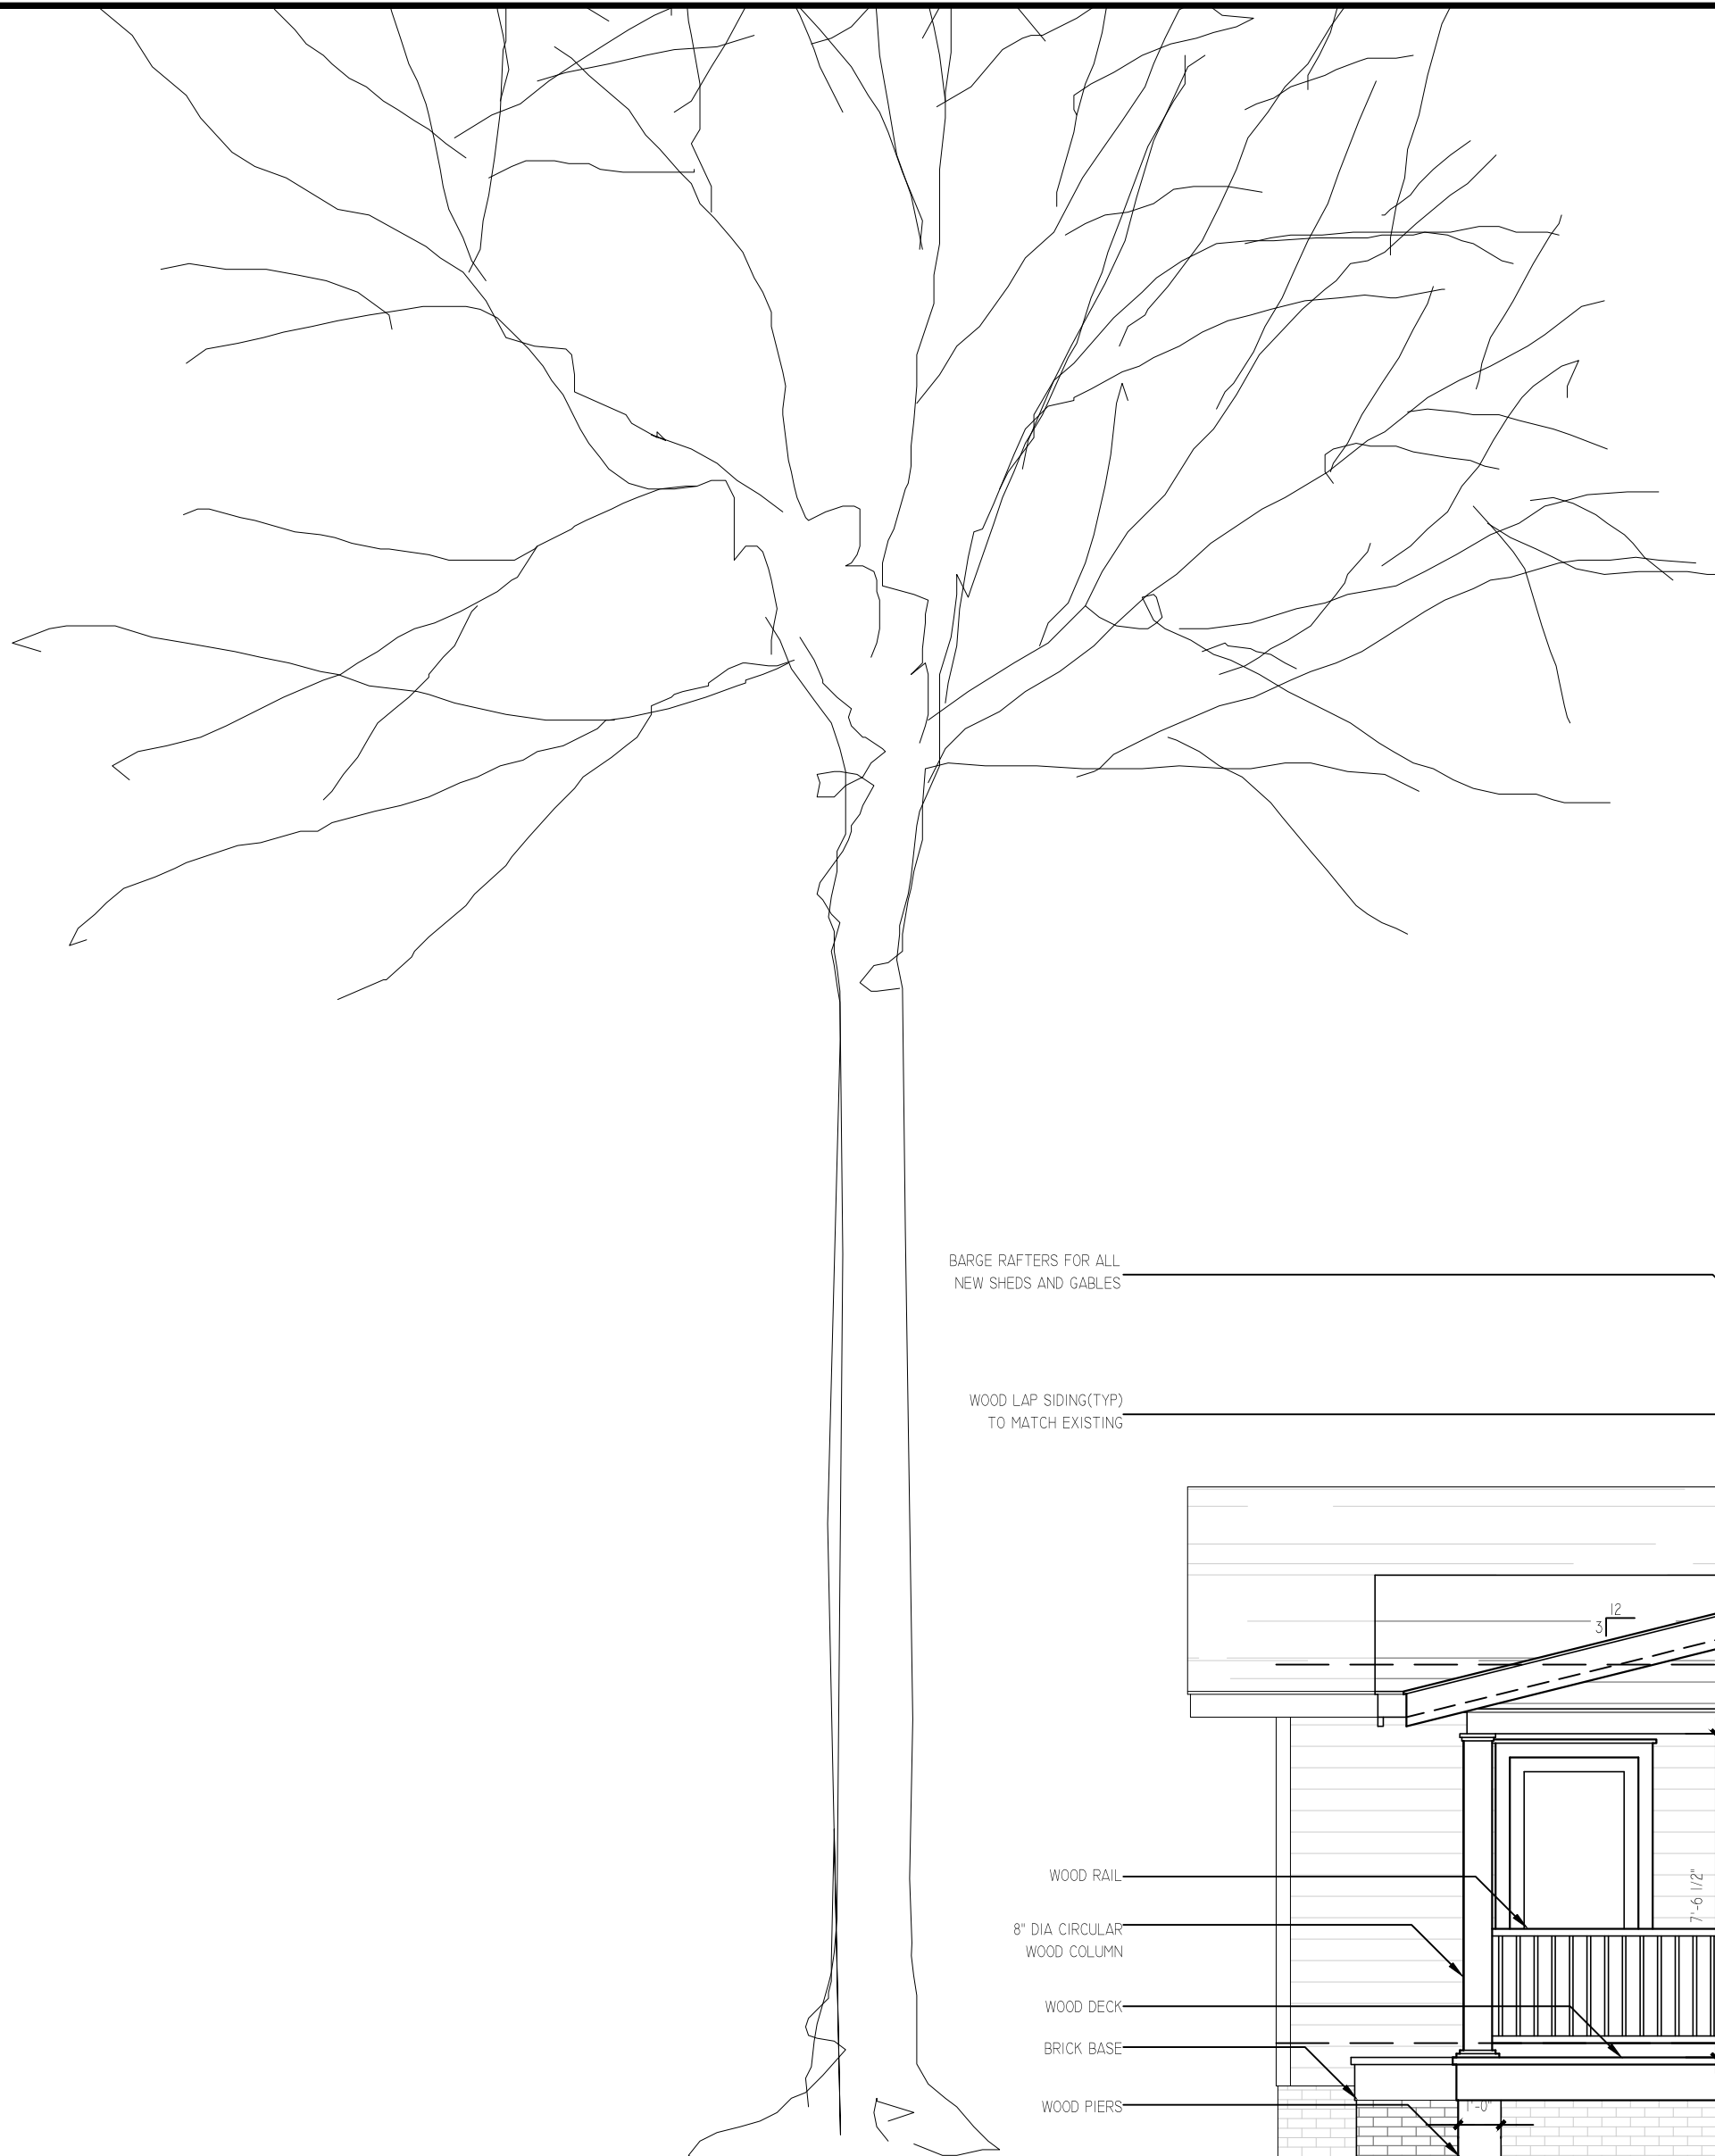 BARGE RAFTERS FOR ALL
NEW SHEDS AND GABLES
WOOD LAP SIDING(TYP)
TO MATCH EXISTING
12
3
WOOD RAIL
7'-6 1/2"
8" DIA CIRCULAR
WOOD COLUMN
WOOD DECK
BRICK BASE
WOOD PIERS
1'-0"